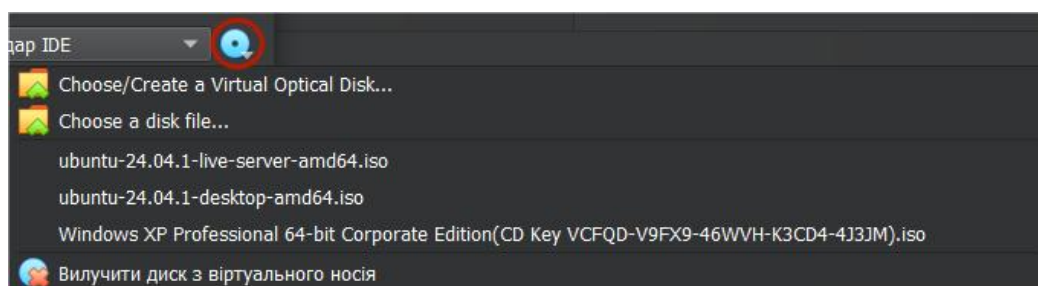 дар IDE
Choose/Create a Virtual Optical Disk...
Choose a disk file...
ubuntu-24.04.1-live-server-amd64.iso
ubuntu-24.04.1-desktop-amd64.iso
Windows XP Professional 64-bit Corporate Edition(CD Key VCFQD-V9FX9-46WVH-K3CD4-4J3JM).iso
Вилучити диск з віртуального носія